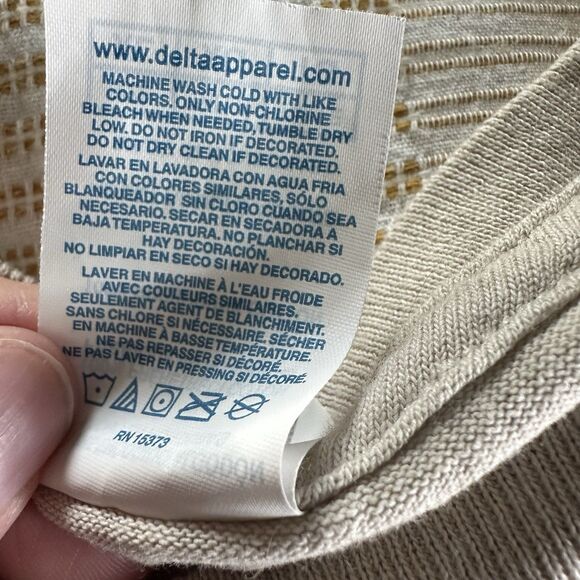 www.deltaapparel.com
MACHINE WASH COLD WITH LIKE
COLORS. ONLY NON-CHLORINE
BLEACH WHEN NEEDED, TUMBLE DRY
LOW. DO NOT IRON IF DECORATED.
DO NOT DRY CLEAN IF DECORATED.
LAVAR EN LAVADORA CON AGUA FRIA
CON COLORES SIMILARES, SÓLO
BLANQUEADOR SIN CLORO CUANDO SEA
NECESARIO. SECAR EN SECADORA A
BAJA TEMPERATURA. NO PLANCHAR SI
HAY DECORACIÓN.
NO LIMPIAR EN SECO SI HAY DECORADO.
LAVER EN MACHINE À L'EAU FROIDE
AVEC COULEURS SIMILAIRES,
SEULEMENT AGENT DE BLANCHIMENT.
SANS CHLORE SI NÉCESSAIRE. SÉCHER
EN MACHINE À BASSE TEMPÉRATURE.
NE PAS REPASSER SI DÉCORÉ.
NE PAS LAVER EN PRESSING SI DÉCORÉ.
RN 15373